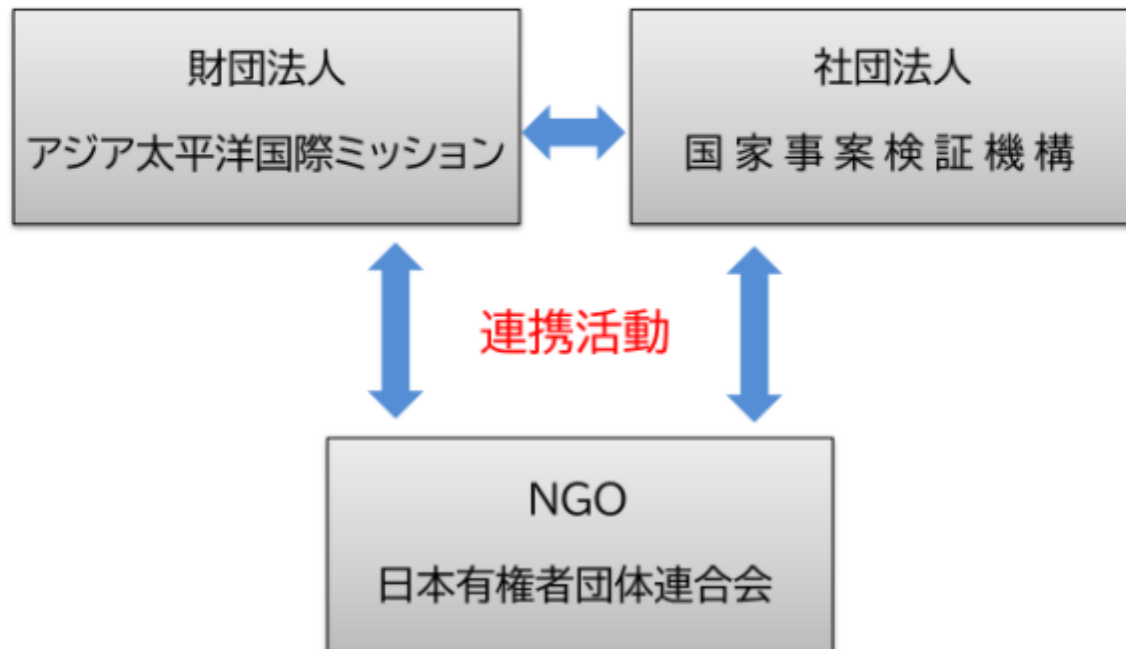 財団法人
アジア太平洋国際ミッション
社団法人
国家事案検証機構
連携活動
NGO
日本有権者団体連合会